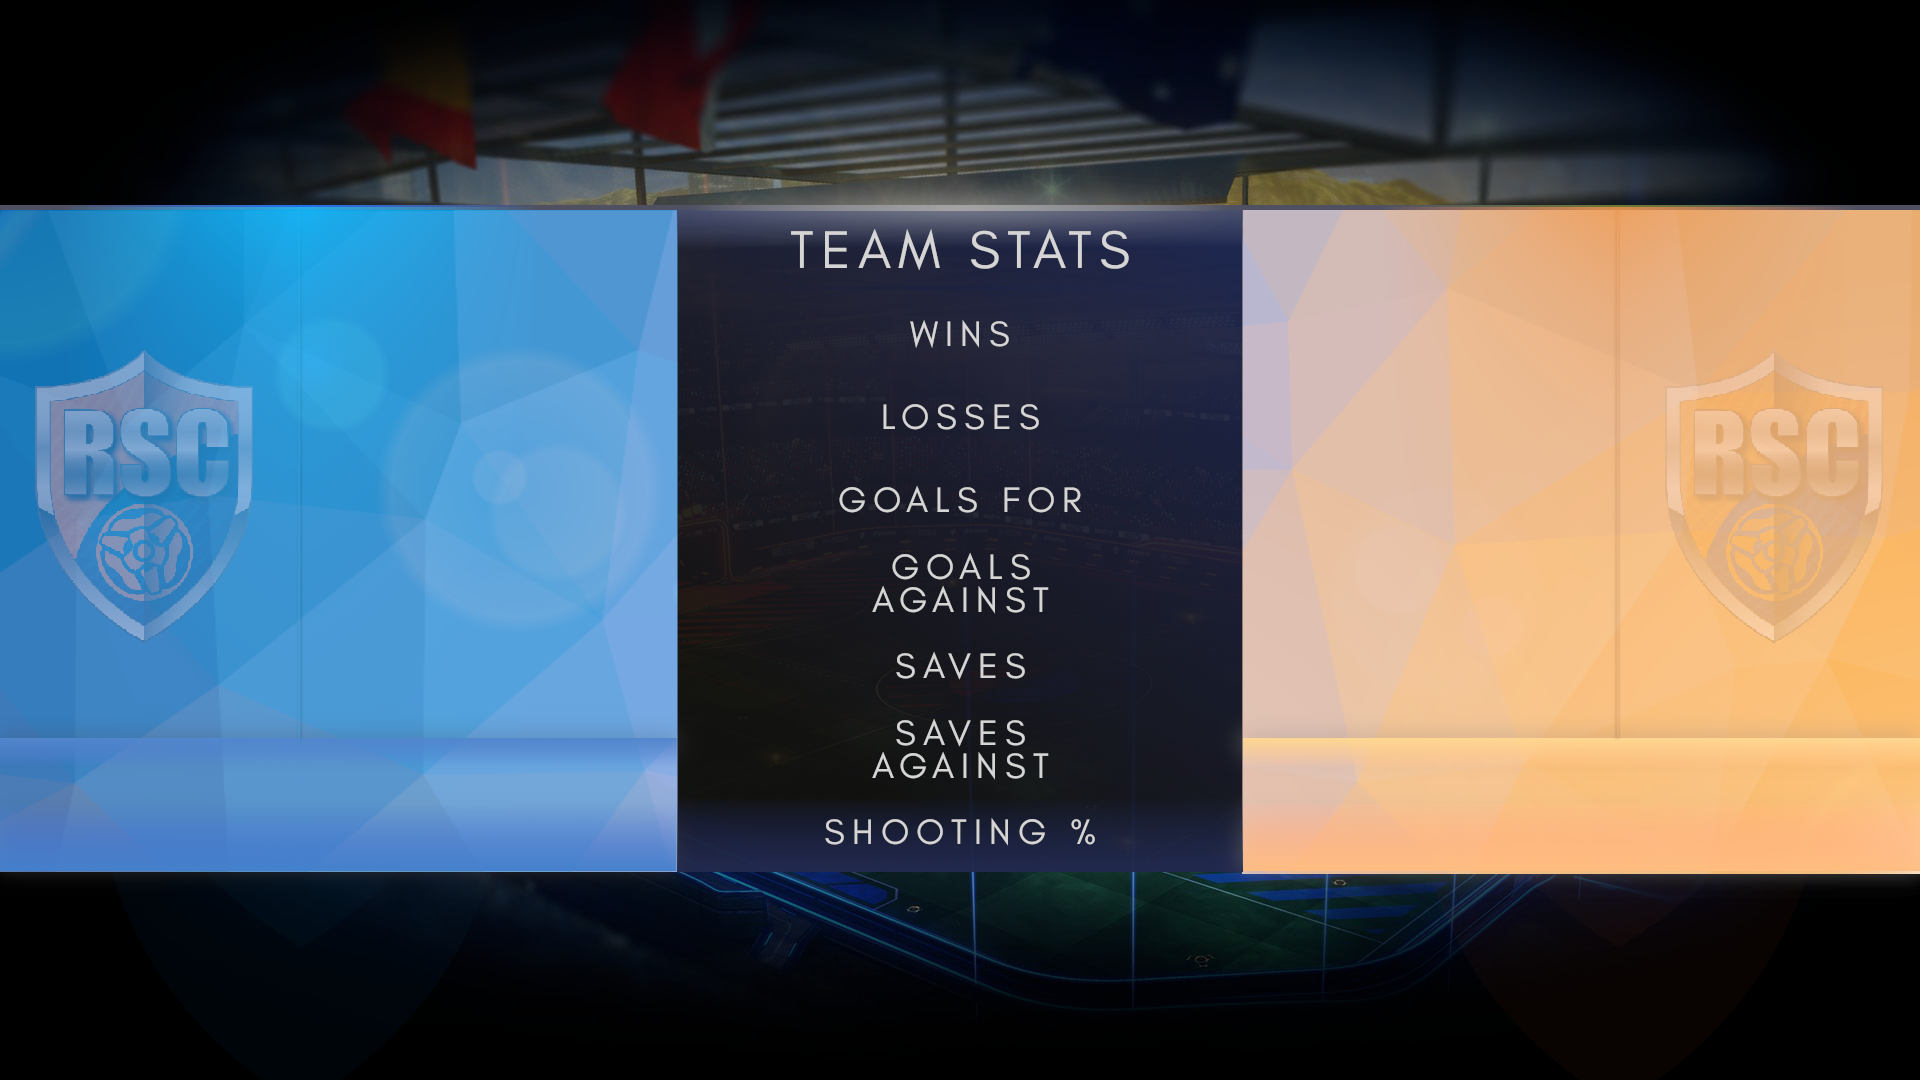 TEAM STATS
WINS
LOSSES
RSC
RSC
GOALS FOR
GOALS
AGAINST
SAVES
SAVES
AGAINST
SHOOTING %